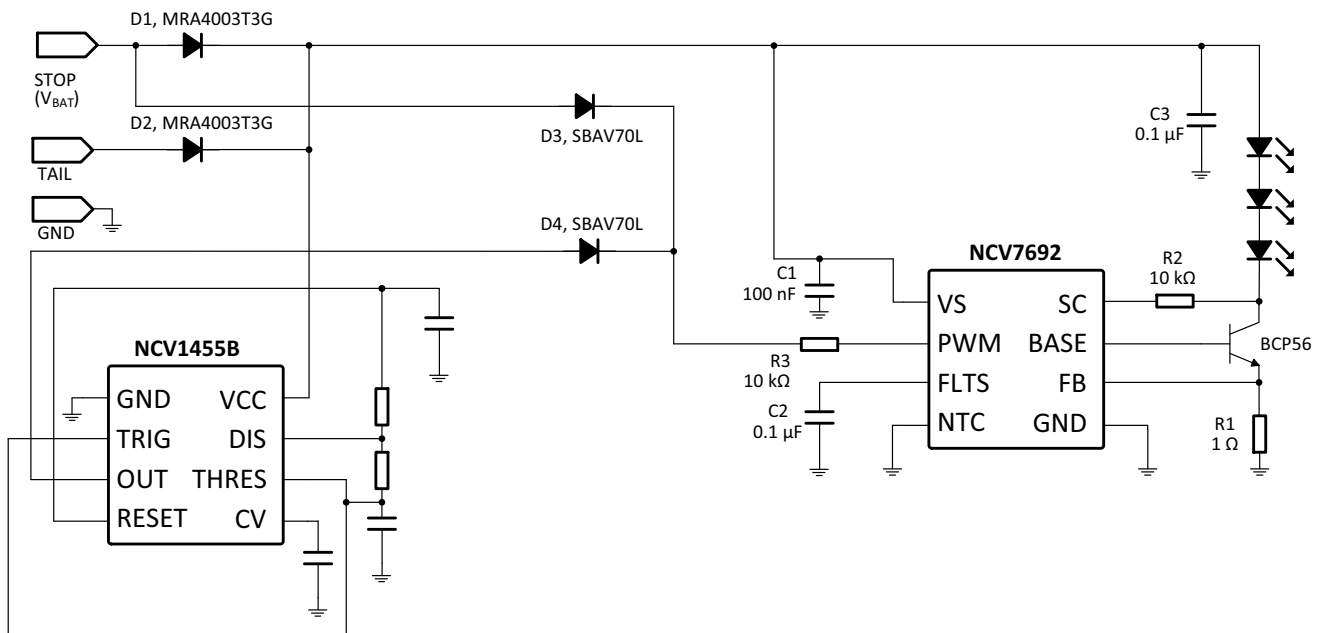 D1, MRA4003T3G
STOP
(VBAT)
D2, MRA4003T3G
TAIL
GND
D3, SBAV70L
D4, SBAV70L
C3
0.1 µF
C1
100 nF
R3
10 kΩ
C2
0.1 µF
NCV7692
VS
PWM
FLTS
NTC
SC
BASE
FB
GND
R2
10 kΩ
BCP56
R1
1 Ω
NCV1455B
GND
TRIG
OUT
RESET
VCC
DIS
THRES
CV